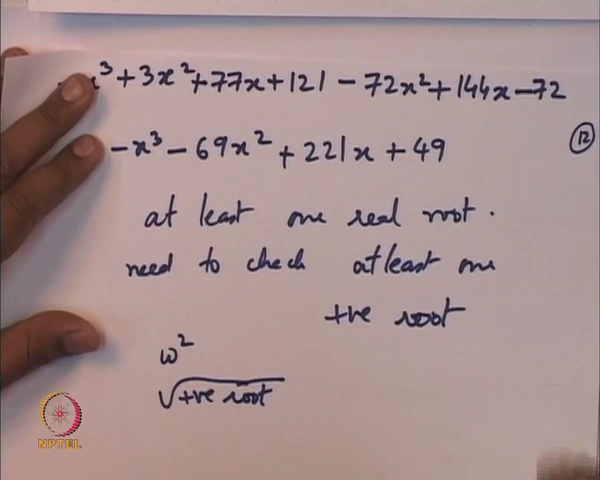 x³ + 3x² + 77x + 121 - 72x² + 144x - 72
- x³ - 69x² + 221x + 49
12
at least one real root.
need to check atleast one
+ve root
ω²
√+ve root
NPTEL